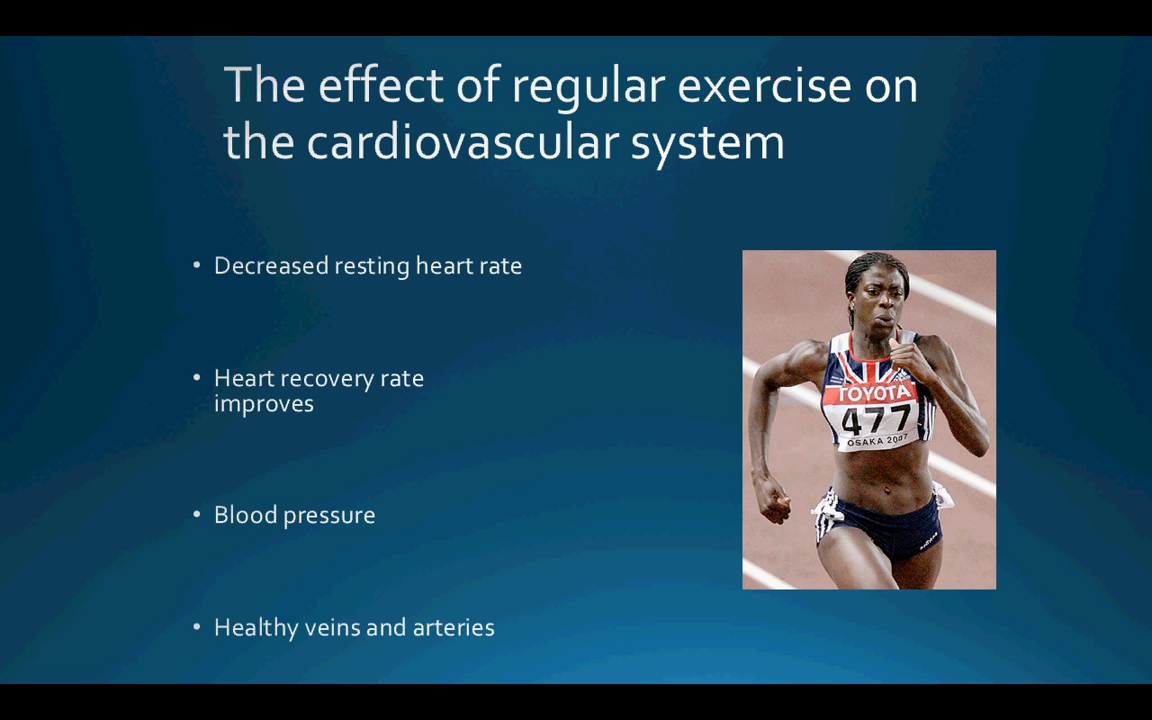 The effect of regular exercise on
the cardiovascular system
• Decreased resting heart rate
• Heart recovery rate
improves
• Blood pressure
• Healthy veins and arteries
TOYOTA
477
OSAKA 2007
adidas